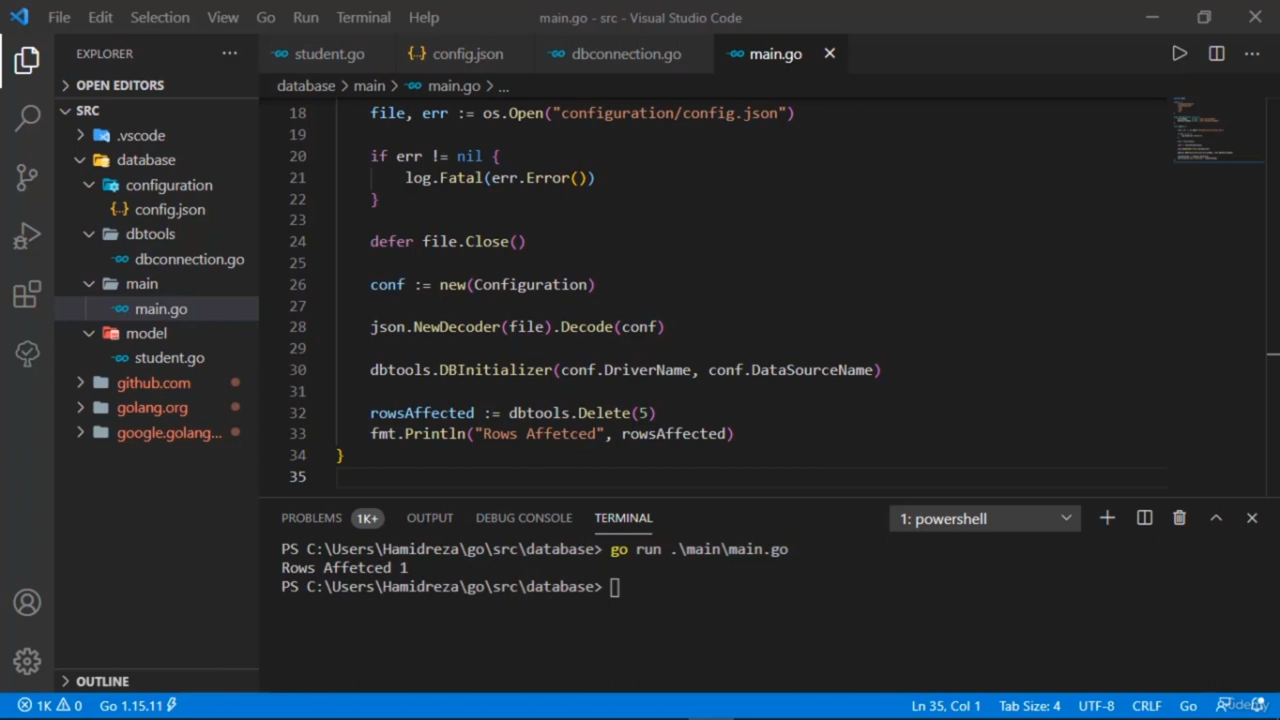 File Edit Selection View Go Run Terminal Help main.go - src - Visual Studio Code
EXPLORER
student.go config.json dbconnection.go main.go
OPEN EDITORS
database > main > main.go > ...
SRC
.vscode
database
configuration
config.json
dbtools
dbconnection.go
main
main.go
model
student.go
github.com
golang.org
google.golang...
OUTLINE
18 file, err := os.Open("configuration/config.json")
19
20 if err != nil {
21 log.Fatal(err.Error())
22 }
23
24 defer file.Close()
25
26 conf := new(Configuration)
27
28 json.NewDecoder(file).Decode(conf)
29
30 dbtools.DBInitializer(conf.DriverName, conf.DataSourceName)
31
32 rowsAffected := dbtools.Delete(5)
33 fmt.Println("Rows Affetced", rowsAffected)
34 }
35
PROBLEMS 1K+ OUTPUT DEBUG CONSOLE TERMINAL 1: powershell
PS C:\Users\Hamidreza\go\src\database> go run .\main\main.go
Rows Affetced 1
PS C:\Users\Hamidreza\go\src\database>
1K 0 Go 1.15.11 Ln 35, Col 1 Tab Size: 4 UTF-8 CRLF Go